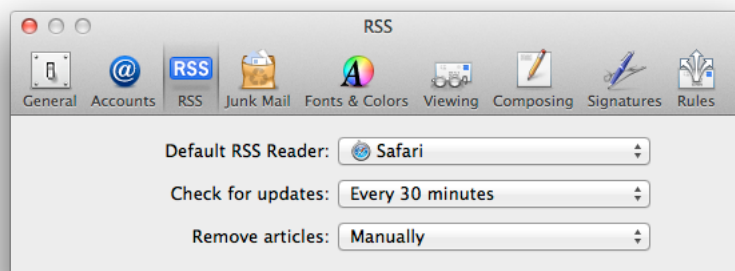 RSS
RSS
General Accounts RSS Junk Mail Fonts & Colors Viewing Composing Signatures Rules
Default RSS Reader: Safari
Check for updates: Every 30 minutes
Remove articles: Manually